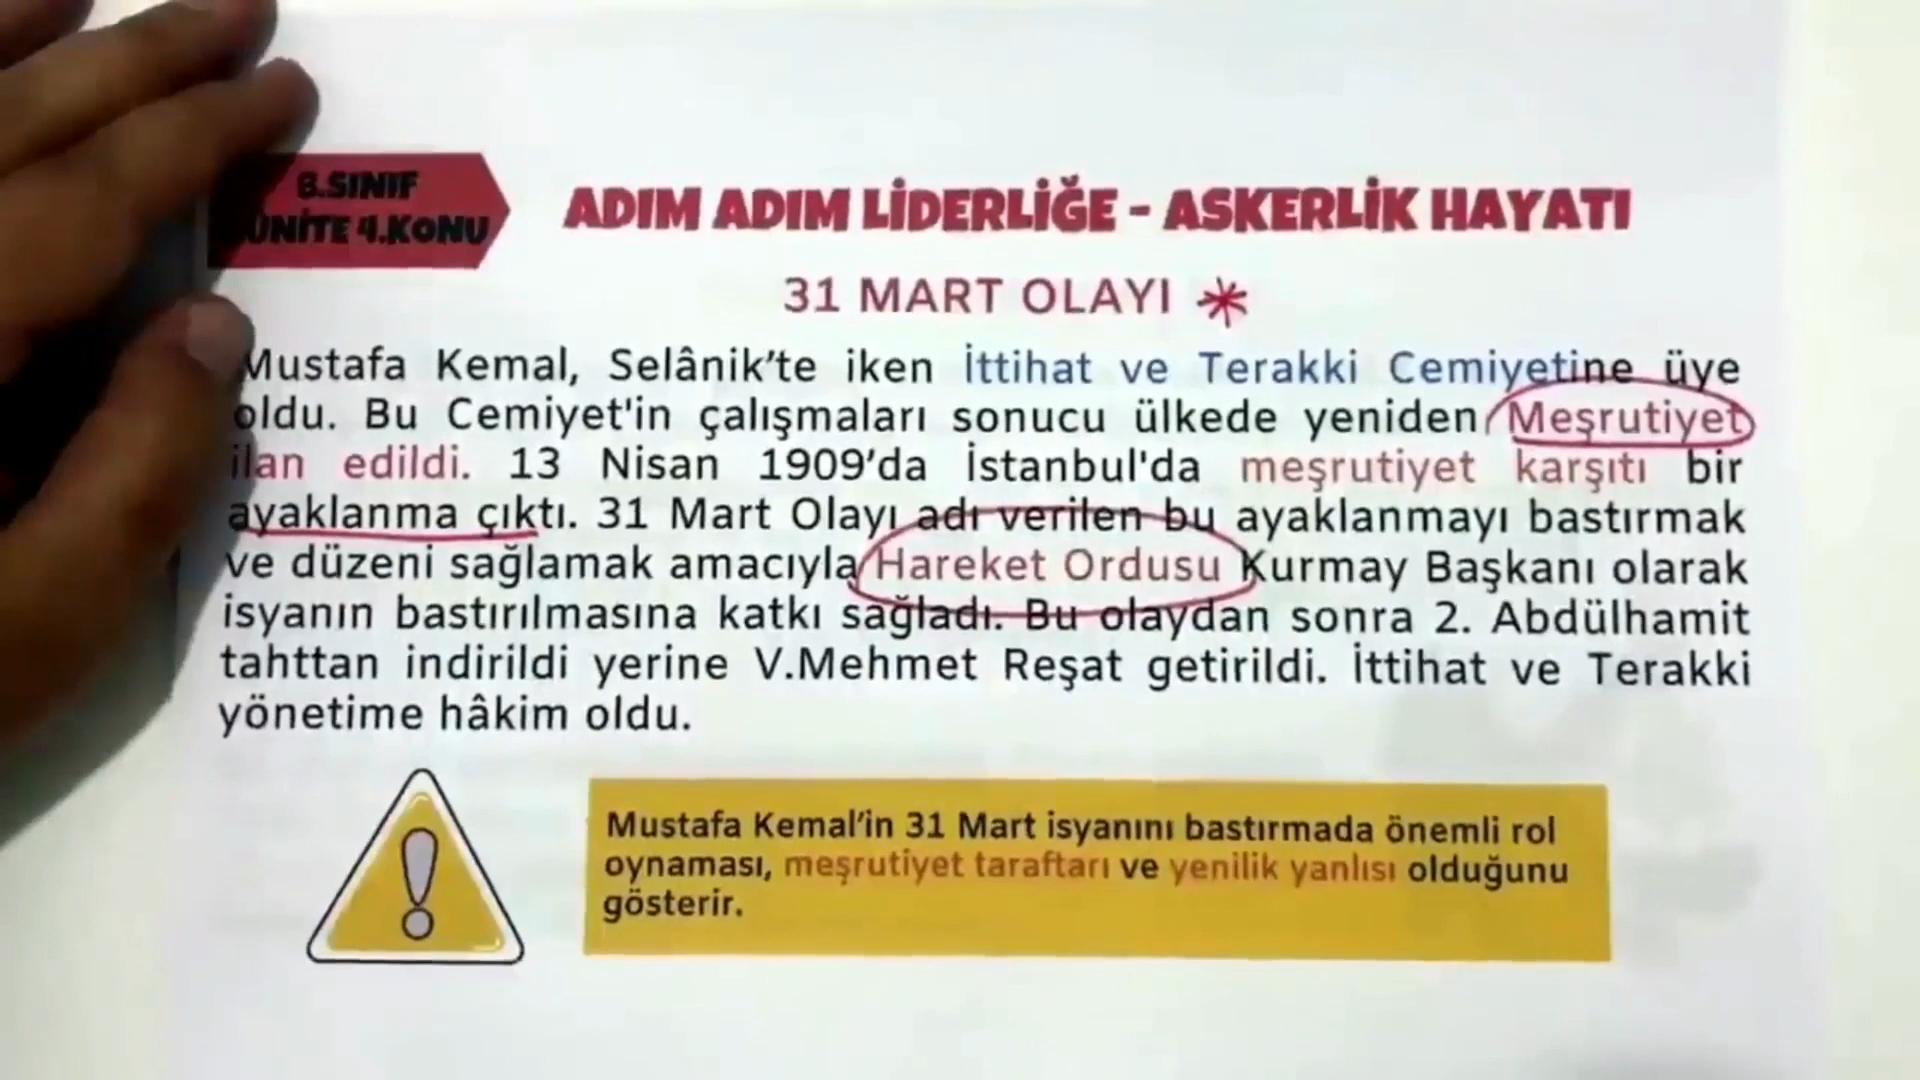 8.SINIF
ÜNİTE 4.KONU
ADIM ADIM LİDERLİĞE - ASKERLİK HAYATI
31 MART OLAYI
Mustafa Kemal, Selânik’te iken İttihat ve Terakki Cemiyetine üye
oldu. Bu Cemiyet'in çalışmaları sonucu ülkede yeniden Meşrutiyet
ilan edildi. 13 Nisan 1909’da İstanbul'da meşrutiyet karşıtı bir
ayaklanma çıktı. 31 Mart Olayı adı verilen bu ayaklanmayı bastırmak
ve düzeni sağlamak amacıyla Hareket Ordusu Kurmay Başkanı olarak
isyanın bastırılmasına katkı sağladı. Bu olaydan sonra 2. Abdülhamit
tahttan indirildi yerine V.Mehmet Reşat getirildi. İttihat ve Terakki
yönetime hâkim oldu.
Mustafa Kemal’in 31 Mart isyanını bastırmada önemli rol
oynaması, meşrutiyet taraftarı ve yenilik yanlısı olduğunu
gösterir.